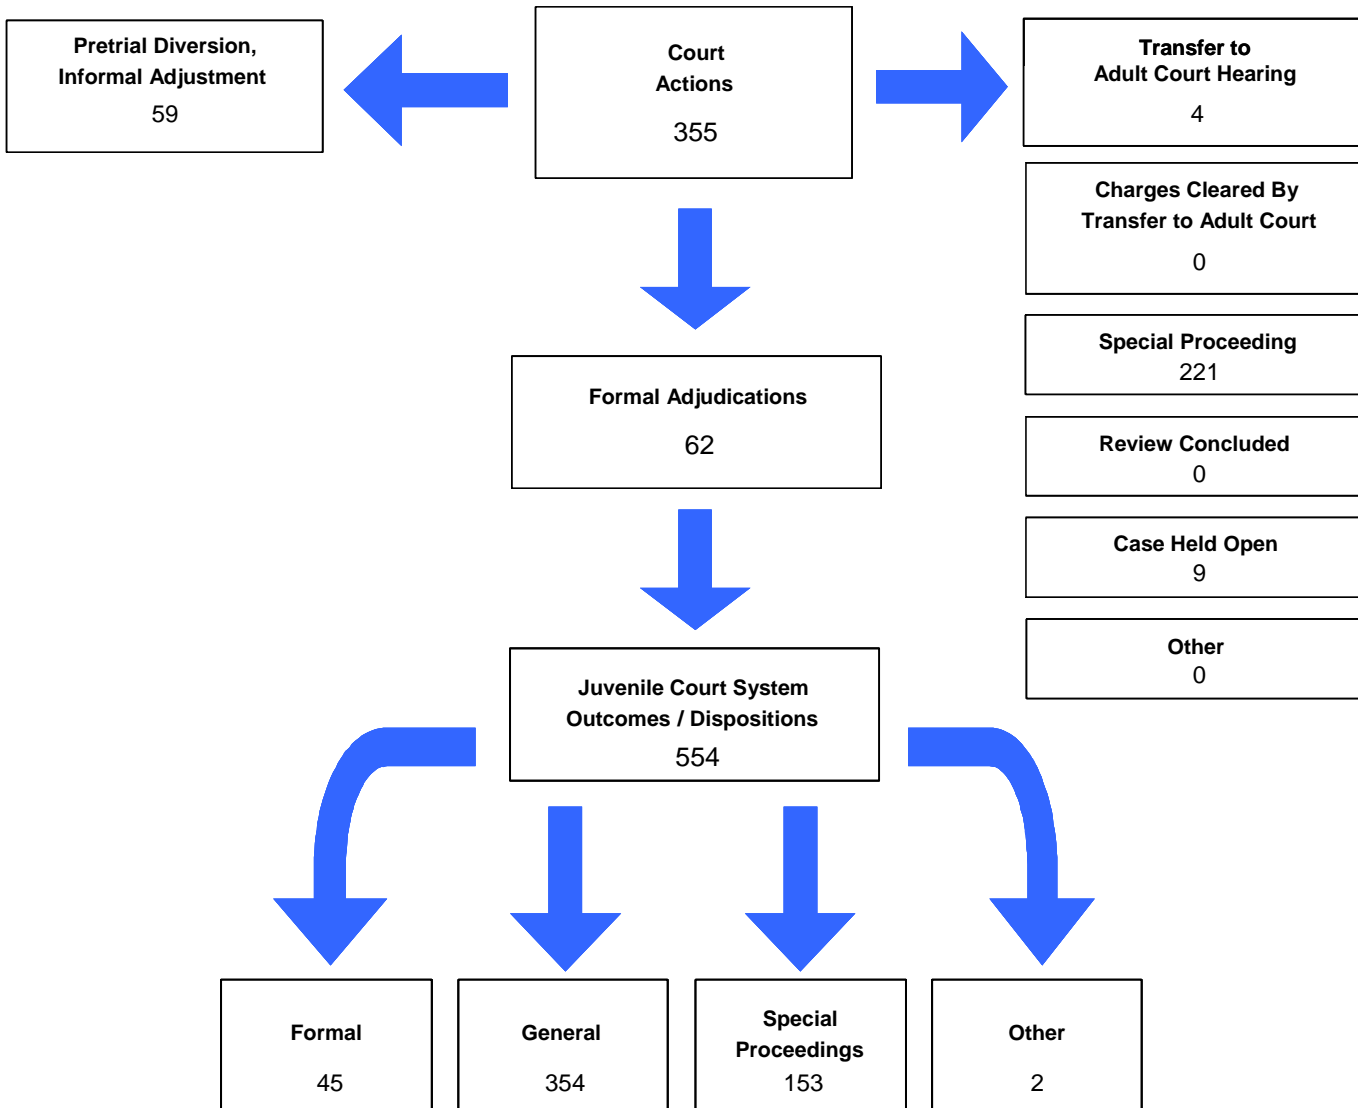 Pretrial Diversion,
Informal Adjustment
59
Court
Actions
355
Transfer to
Adult Court Hearing
4
Charges Cleared By
Transfer to Adult Court
0
Special Proceeding
221
Review Concluded
0
Case Held Open
9
Other
0
Formal Adjudications
62
Juvenile Court System
Outcomes / Dispositions
554
Formal
45
General
354
Special
Proceedings
153
Other
2